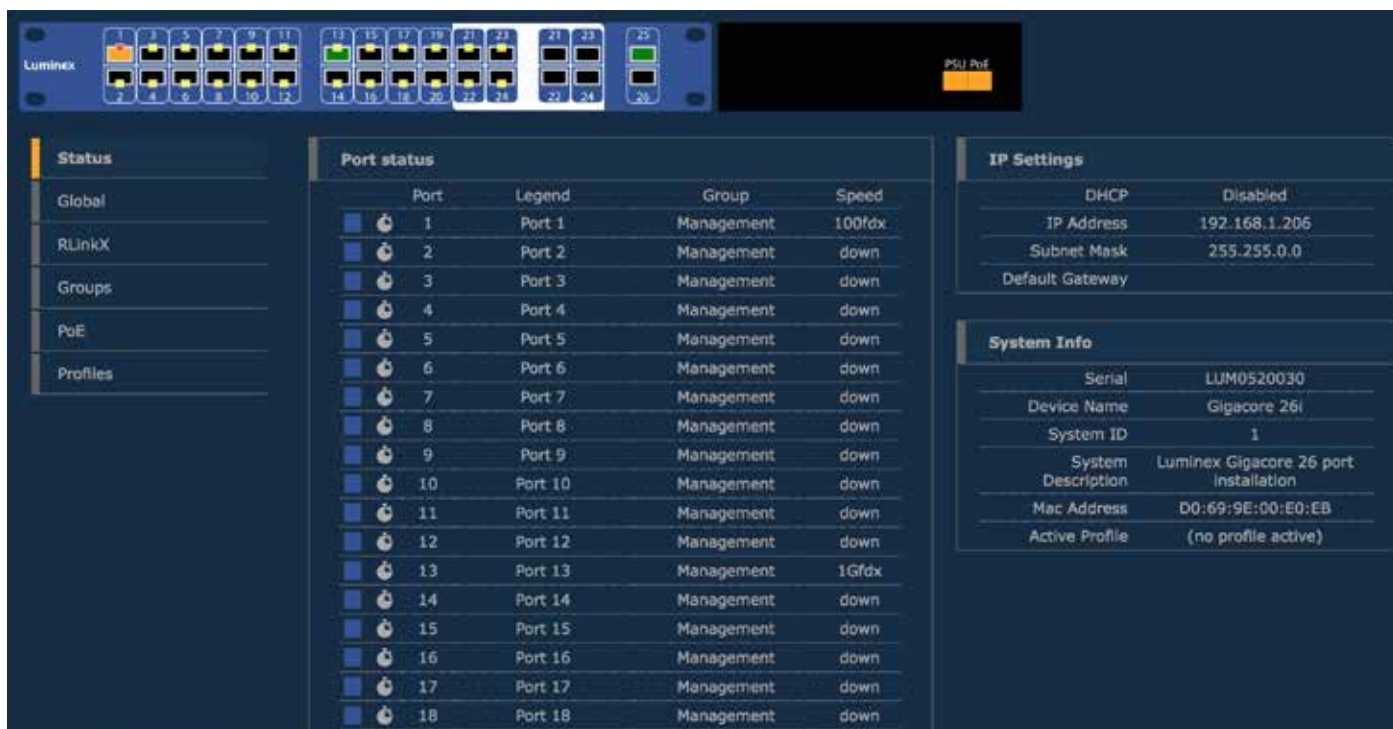 1 3 5 7 9 11 13 15 17 19 21 23 21 23 25
Luminex
PSU PoE
2 4 6 8 10 12 14 16 18 20 22 24 22 24 26
Status
Global
RLinkX
Groups
PoE
Profiles
Port status
Port Legend Group Speed
1 Port 1 Management 100fdx
2 Port 2 Management down
3 Port 3 Management down
4 Port 4 Management down
5 Port 5 Management down
6 Port 6 Management down
7 Port 7 Management down
8 Port 8 Management down
9 Port 9 Management down
10 Port 10 Management down
11 Port 11 Management down
12 Port 12 Management down
13 Port 13 Management 1Gfdx
14 Port 14 Management down
15 Port 15 Management down
16 Port 16 Management down
17 Port 17 Management down
18 Port 18 Management down
IP Settings
DHCP Disabled
IP Address 192.168.1.206
Subnet Mask 255.255.0.0
Default Gateway
System Info
Serial LUM0520030
Device Name Gigacore 26i
System ID 1
System Description Luminex Gigacore 26 port installation
Mac Address D0:69:9E:00:E0:EB
Active Profile (no profile active)